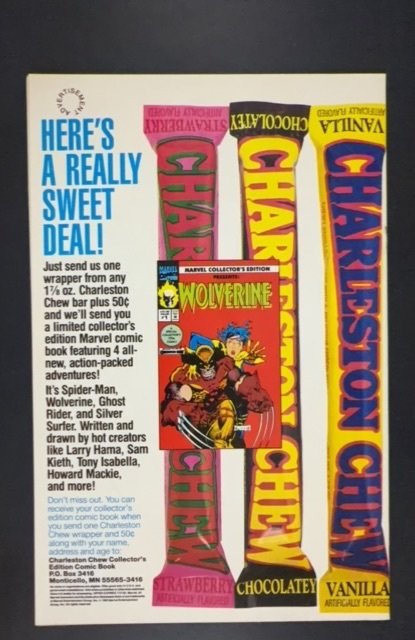 ADVERTISEMENT
HERE'S
A REALLY
SWEET
DEAL!
Just send us one
wrapper from any
1⅞ oz. Charleston
Chew bar plus 50¢
and we'll send you
a limited collector's
edition Marvel comic
book featuring 4 all-
new, action-packed
adventures!
It's Spider-Man,
Wolverine, Ghost
Rider, and Silver
Surfer. Written and
drawn by hot creators
like Larry Hama, Sam
Kieth, Tony Isabella,
Howard Mackie,
and more!
Don't miss out. You can
receive your collector's
edition comic book when
you send one Charleston
Chew wrapper and 50¢
along with your name,
address and age to:
Charleston Chew Collector's
Edition Comic Book
P.O. Box 3416
Monticello, MN 55565-3416
STRAWBERRY
ARTIFICIALLY FLAVORED
CHARLESTON CHEW
STRAWBERRY
ARTIFICIALLY FLAVORED
CHOCOLATEY
CHARLESTON CHEW
CHOCOLATEY
VANILLA
ARTIFICIALLY FLAVORED
CHARLESTON CHEW
VANILLA
ARTIFICIALLY FLAVORED
MARVEL COMICS
MARVEL COLLECTOR'S EDITION
PRESENTS:
WOLVERINE
#1